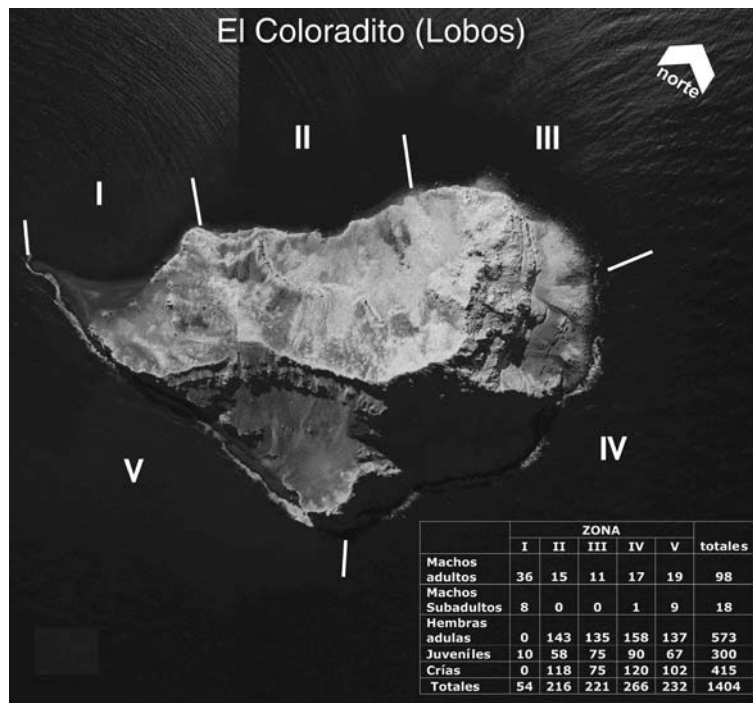 El Coloradito (Lobos)
norte
II
III
I
V
IV
ZONA
I II III IV V totales
Machos
adultos 36 15 11 17 19 98
Machos
Subadultos 8 0 0 1 9 18
Hembras
adulas 0 143 135 158 137 573
Juveníles 10 58 75 90 67 300
Crías 0 118 75 120 102 415
Totales 54 216 221 266 232 1404